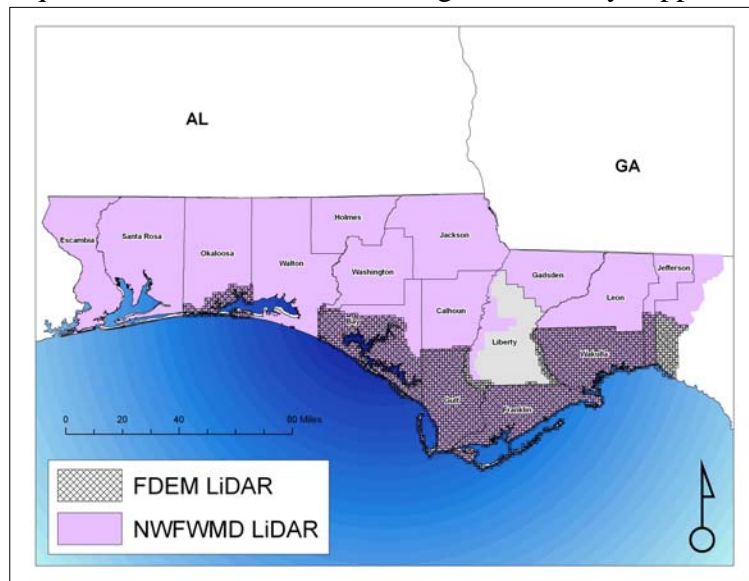 AL
GA
Holmes
Jackson
Escambia
Santa Rosa
Okaloosa
Walton
Washington
Gadsden
Jefferson
Leon
Calhoun
Liberty
Wakulla
Gulf
Franklin
0 20 40 80 Miles
FDEM LiDAR
NWFWMD LiDAR